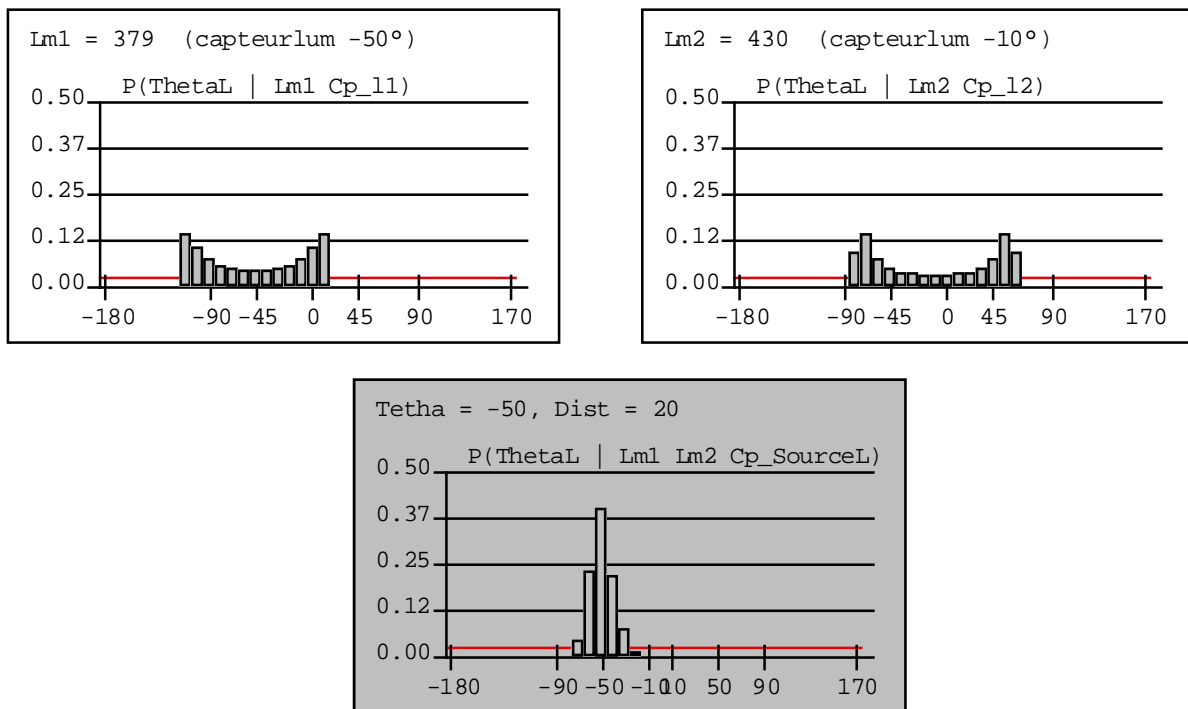 Lm1 = 379 (capteurlum -50°)
P(ThetaL | Lm1 Cp_l1)
0.50
0.37
0.25
0.12
0.00
-180 -90 -45 0 45 90 170
Lm2 = 430 (capteurlum -10°)
P(ThetaL | Lm2 Cp_l2)
0.50
0.37
0.25
0.12
0.00
-180 -90 -45 0 45 90 170
Tetha = -50, Dist = 20
P(ThetaL | Lm1 Lm2 Cp_SourceL)
0.50
0.37
0.25
0.12
0.00
-180 -90 -50 -10 10 50 90 170